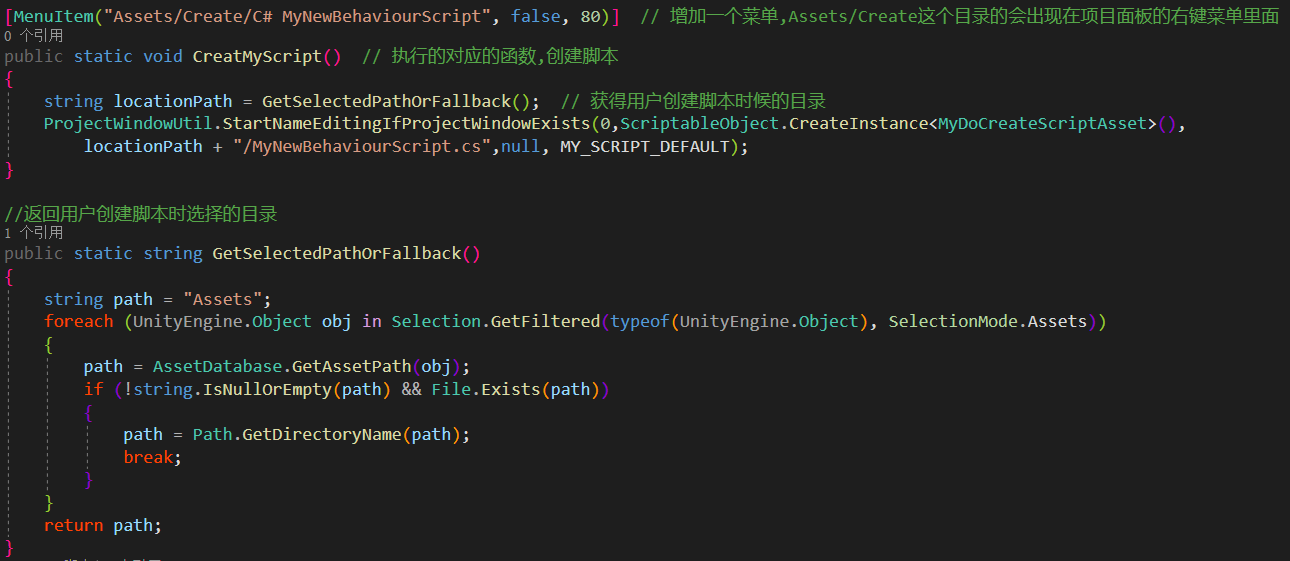 [MenuItem("Assets/Create/C# MyNewBehaviourScript", false, 80)]  // 增加一个菜单,Assets/Create这个目录的会出现在项目面板的右键菜单里面
0 个引用
public static void CreatMyScript()  // 执行的对应的函数,创建脚本
{
    string locationPath = GetSelectedPathOrFallback();  // 获得用户创建脚本时候的目录
    ProjectWindowUtil.StartNameEditingIfProjectWindowExists(0,ScriptableObject.CreateInstance<MyDoCreateScriptAsset>(),
        locationPath + "/MyNewBehaviourScript.cs",null, MY_SCRIPT_DEFAULT);
}
//返回用户创建脚本时选择的目录
1 个引用
public static string GetSelectedPathOrFallback()
{
    string path = "Assets";
    foreach (UnityEngine.Object obj in Selection.GetFiltered(typeof(UnityEngine.Object), SelectionMode.Assets))
    {
        path = AssetDatabase.GetAssetPath(obj);
        if (!string.IsNullOrEmpty(path) && File.Exists(path))
        {
            path = Path.GetDirectoryName(path);
            break;
        }
    }
    return path;
}